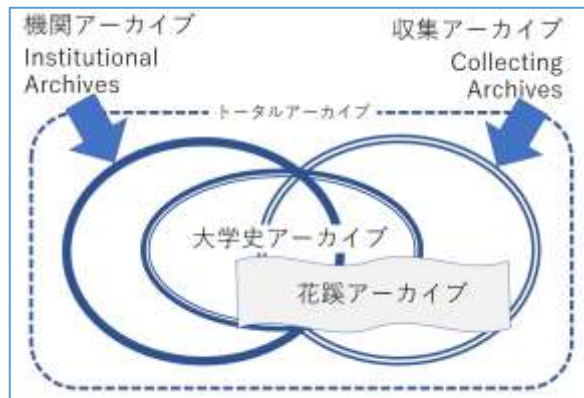 機関アーカイブ
Institutional
Archives
収集アーカイブ
Collecting
Archives
トータルアーカイブ
大学史アーカイブ
花蹊アーカイブ